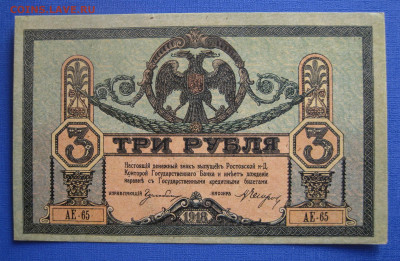 COINS.LAVE.RU
3 ТРИ РУБЛЯ 3
Настоящій денежный знакъ выпущенъ Ростовской н-Д.
Конторой Государственнаго Банка и имѣетъ хожденіе
наравнѣ съ Государственными кредитными билетами.
УПРАВЛЯЮЩІЙ КАССИРЪ
АЕ-65 1918 АЕ-65